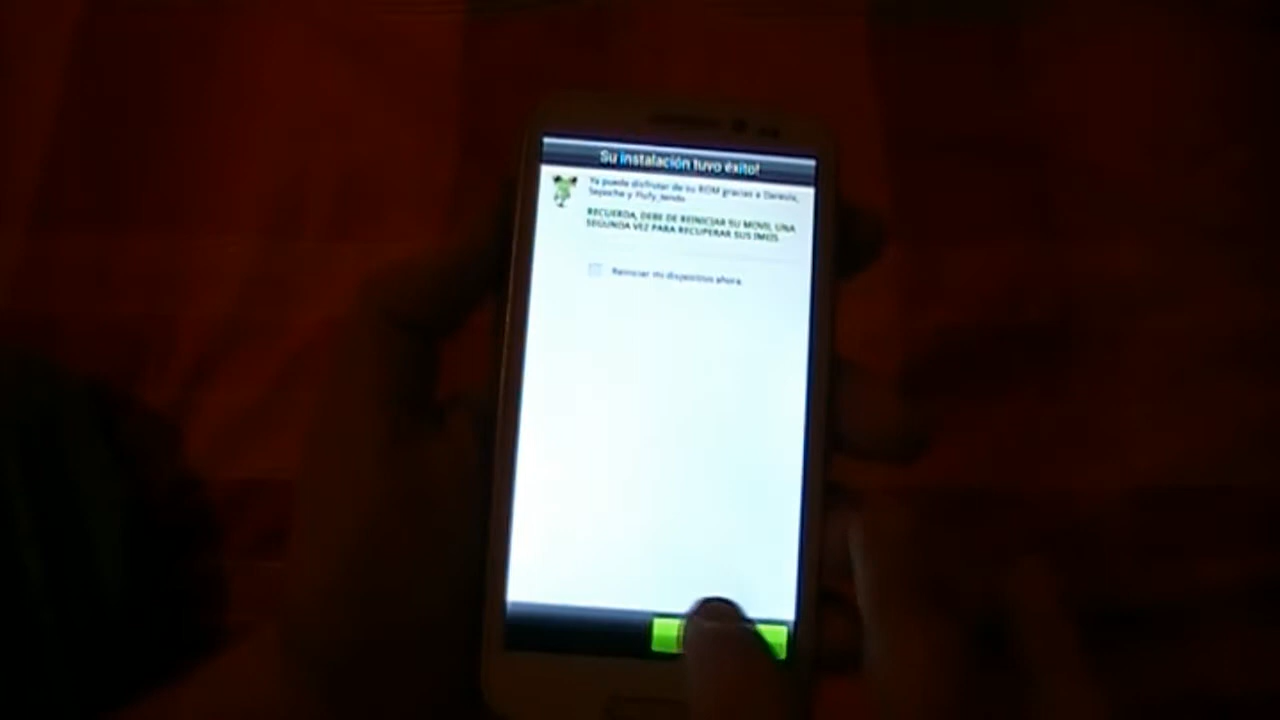 Su instalación tuvo éxito!
Ya puede disfrutar de su ROM gracias a
y
RECUERDA, DEBE DE REINICIAR SU MOVIL UNA
SEGUNDA VEZ PARA RECUPERAR SUS IMEIS
Reiniciar mi dispositivo ahora.